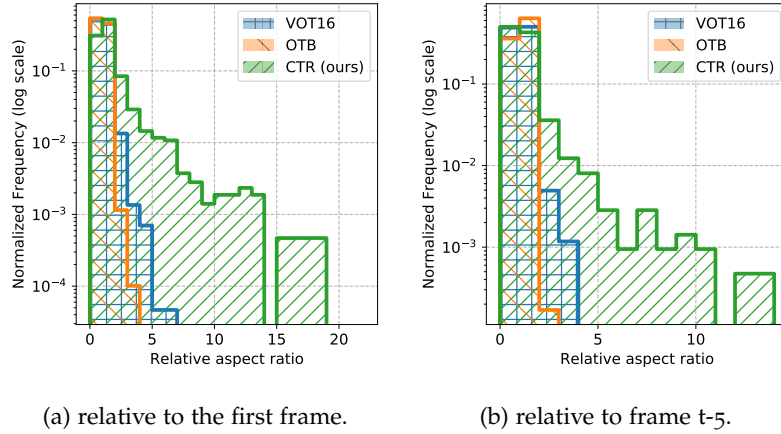 VOT16
OTB
CTR (ours)
Normalized Frequency (log scale)
10⁻¹
10⁻²
10⁻³
10⁻⁴
0 5 10 15 20
Relative aspect ratio
(a) relative to the first frame.
VOT16
OTB
CTR (ours)
Normalized Frequency (log scale)
10⁻¹
10⁻²
10⁻³
0 5 10
Relative aspect ratio
(b) relative to frame t-5.